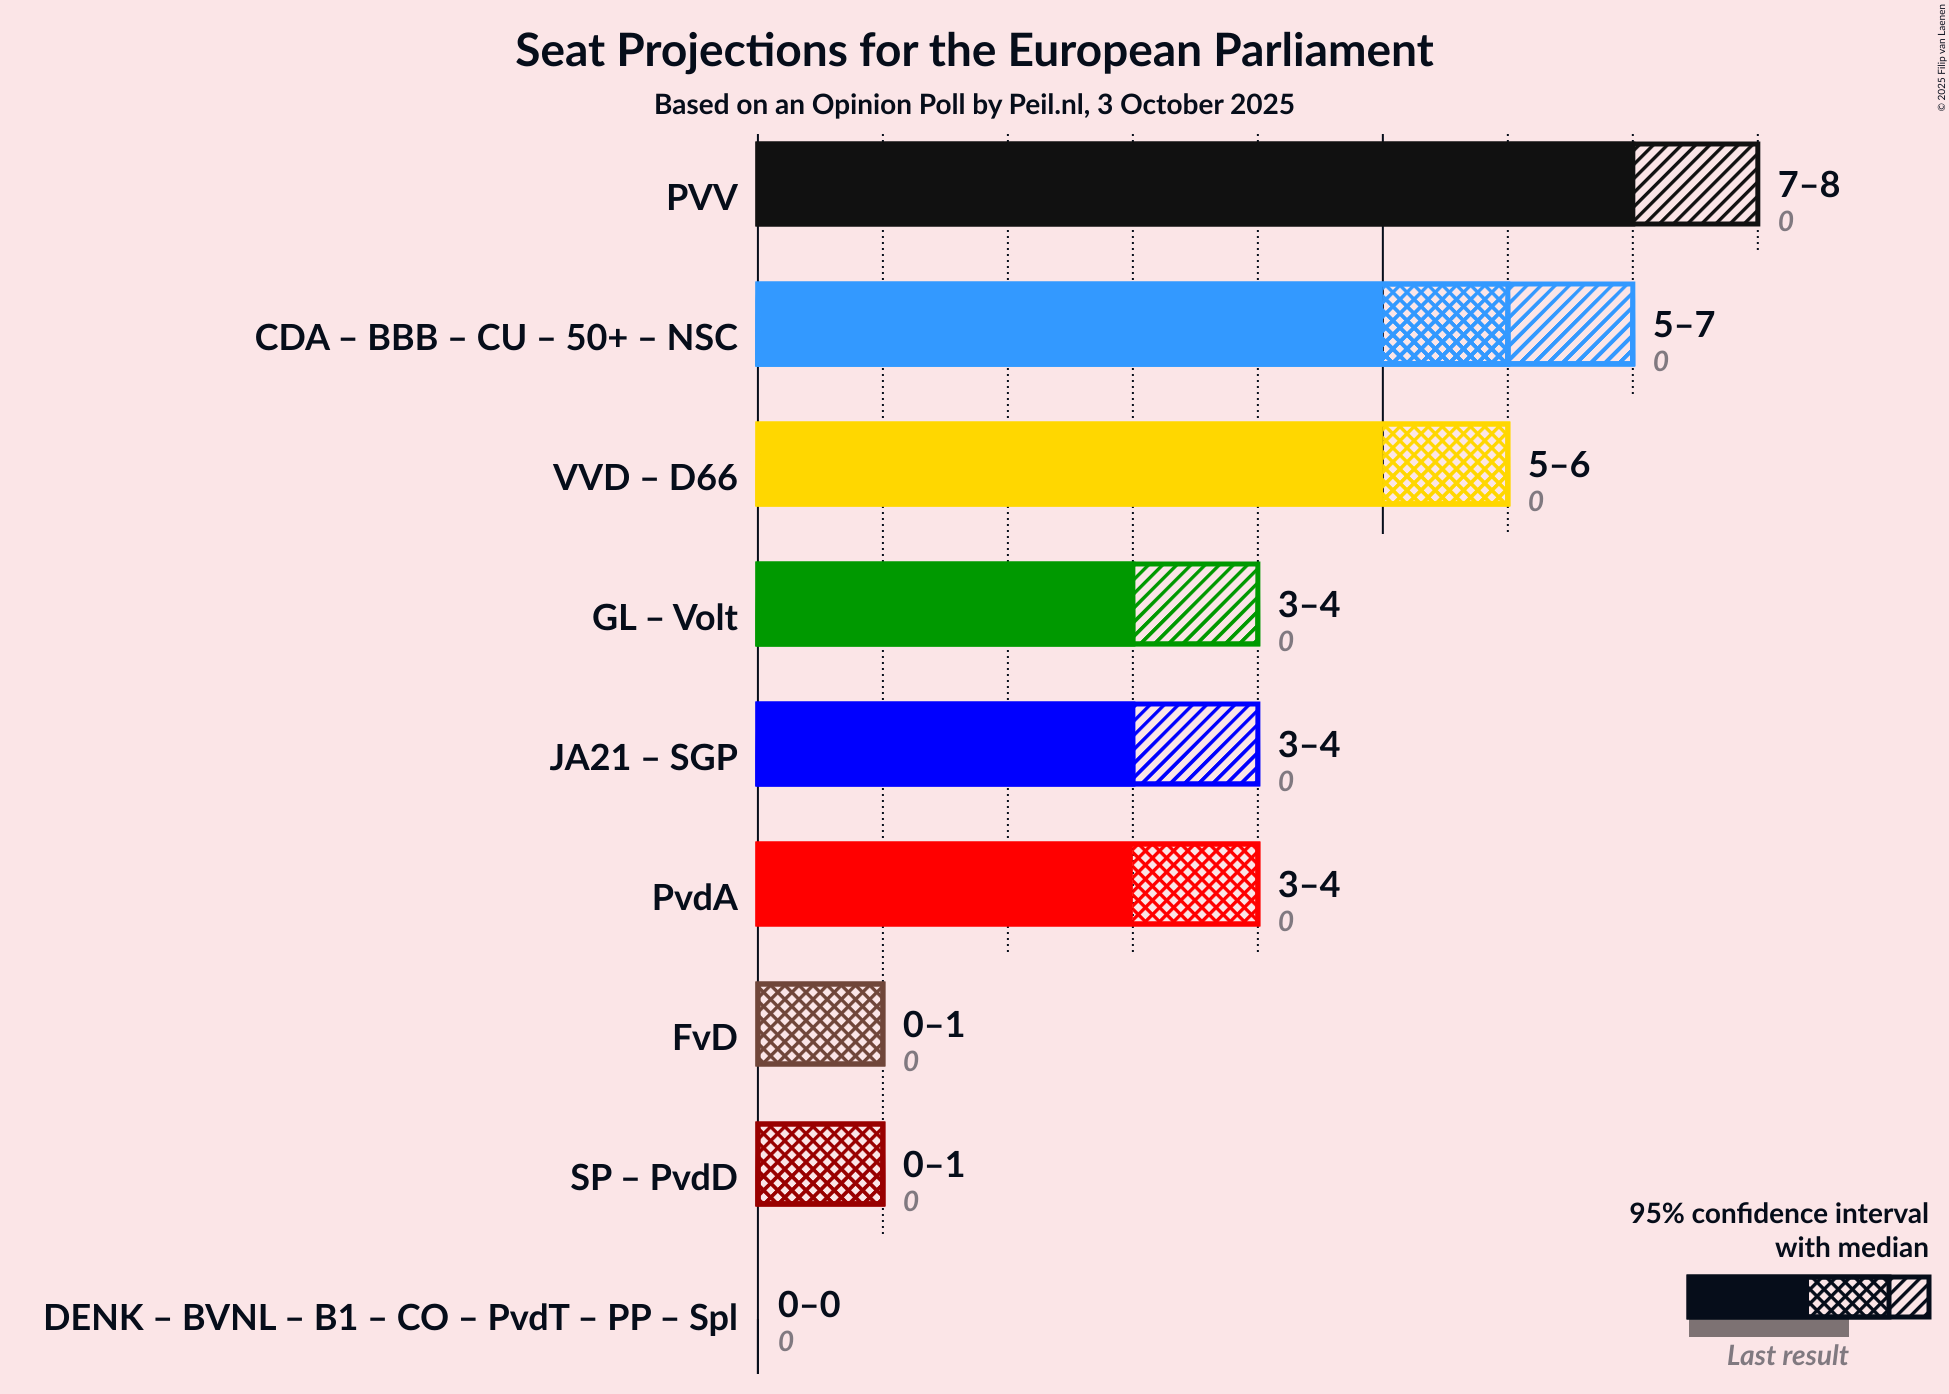 Seat Projections for the European Parliament
Based on an Opinion Poll by Peil.nl, 3 October 2025
© 2025 Filip van Laenen
PVV
7–8
0
CDA – BBB – CU – 50+ – NSC
5–7
0
VVD – D66
5–6
0
GL – Volt
3–4
0
JA21 – SGP
3–4
0
PvdA
3–4
0
FvD
0–1
0
SP – PvdD
0–1
0
DENK – BVNL – B1 – CO – PvdT – PP – Spl
0–0
0
95% confidence interval
with median
Last result